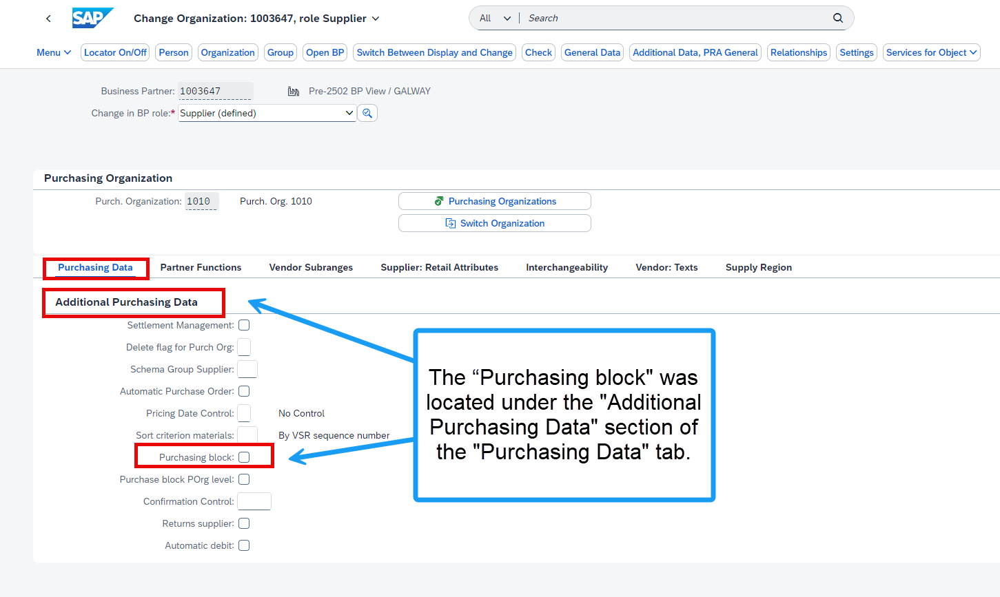 SAP Change Organization: 1003647, role Supplier All Search
Menu Locator On/Off Person Organization Group Open BP Switch Between Display and Change Check General Data Additional Data, PRA General Relationships Settings Services for Object
Business Partner: 1003647 Pre-2502 BP View / GALWAY
Change in BP role:* Supplier (defined)
Purchasing Organization
Purch. Organization: 1010 Purch. Org. 1010 Purchasing Organizations
Switch Organization
Purchasing Data Partner Functions Vendor Subranges Supplier: Retail Attributes Interchangeability Vendor: Texts Supply Region
Additional Purchasing Data
Settlement Management:
Delete flag for Purch Org:
Schema Group Supplier:
Automatic Purchase Order:
Pricing Date Control: No Control
Sort criterion materials: By VSR sequence number
Purchasing block:
Purchase block POrg level:
Confirmation Control:
Returns supplier:
Automatic debit:
The “Purchasing block" was
located under the "Additional
Purchasing Data" section of
the "Purchasing Data" tab.